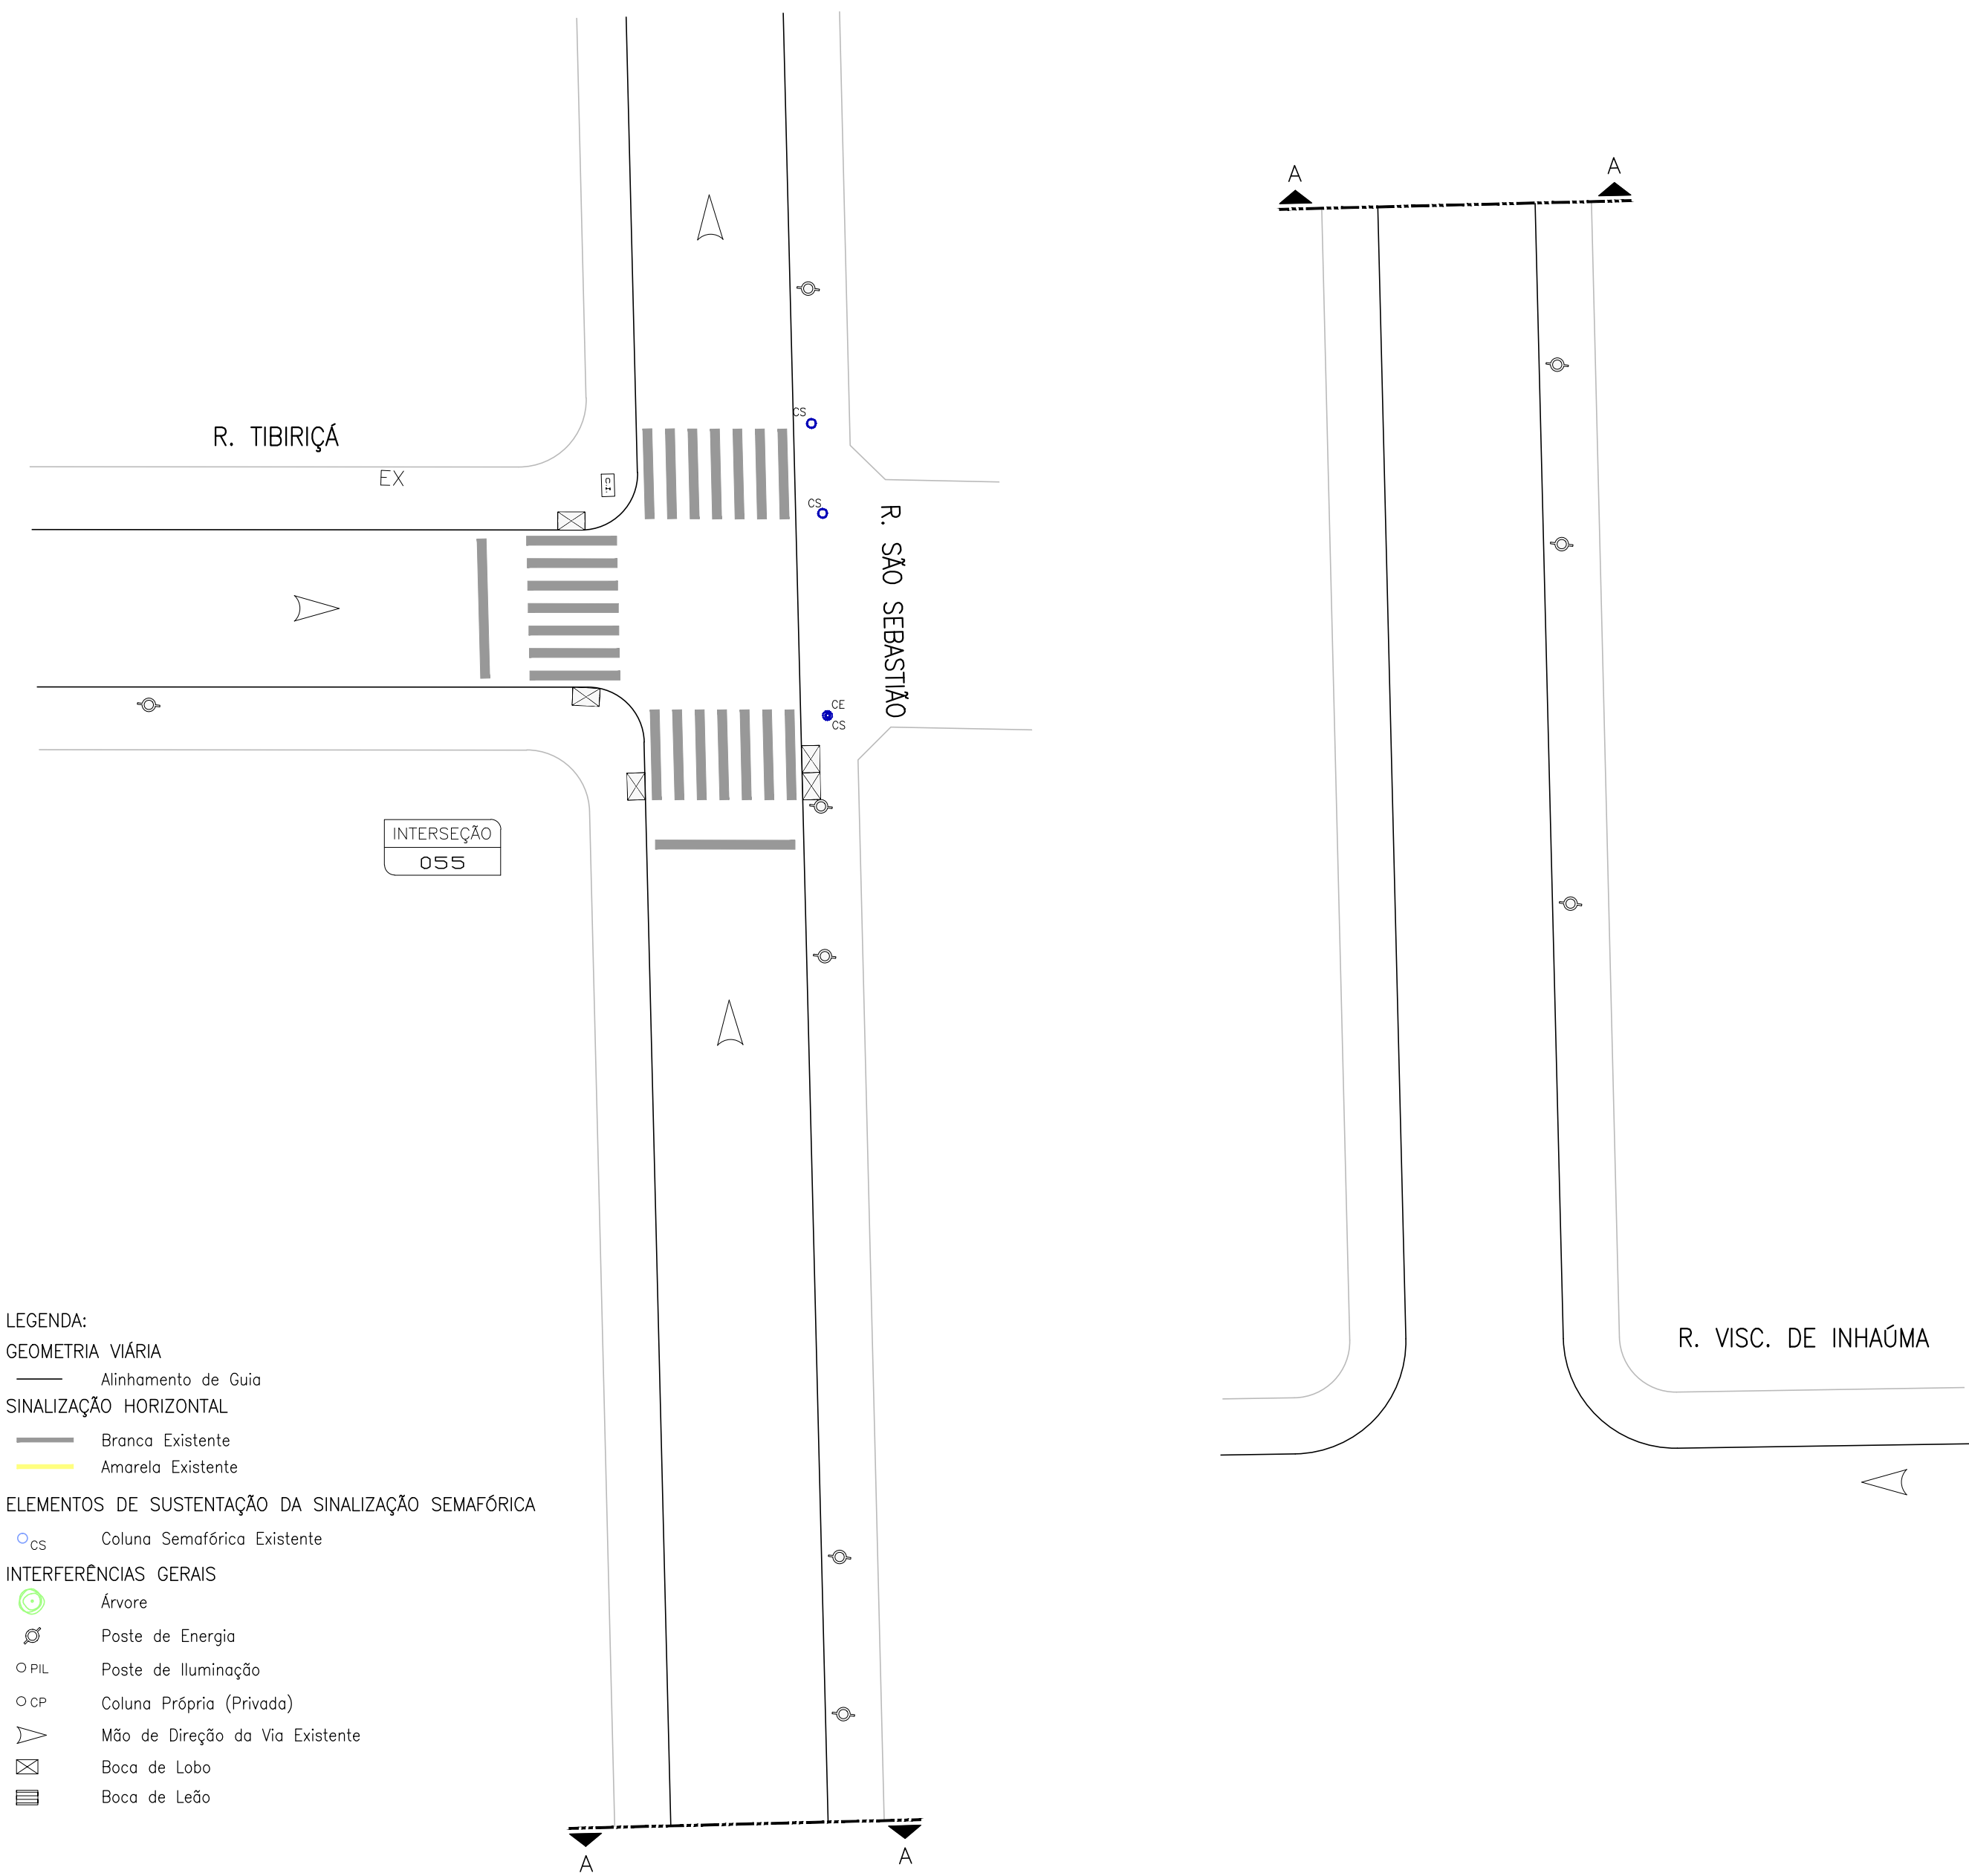 A
A
CS
R. TIBIRIÇÁ
EX
CS
R. SÃO SEBASTIÃO
CE
CS
INTERSEÇÃO
055
R. VISC. DE INHAÚMA
LEGENDA:
GEOMETRIA VIÁRIA
Alinhamento de Guia
SINALIZAÇÃO HORIZONTAL
Branca Existente
Amarela Existente
ELEMENTOS DE SUSTENTAÇÃO DA SINALIZAÇÃO SEMAFÓRICA
CS Coluna Semafórica Existente
INTERFERÊNCIAS GERAIS
Árvore
Poste de Energia
PIL Poste de Iluminação
CP Coluna Própria (Privada)
Mão de Direção da Via Existente
Boca de Lobo
Boca de Leão
A
A